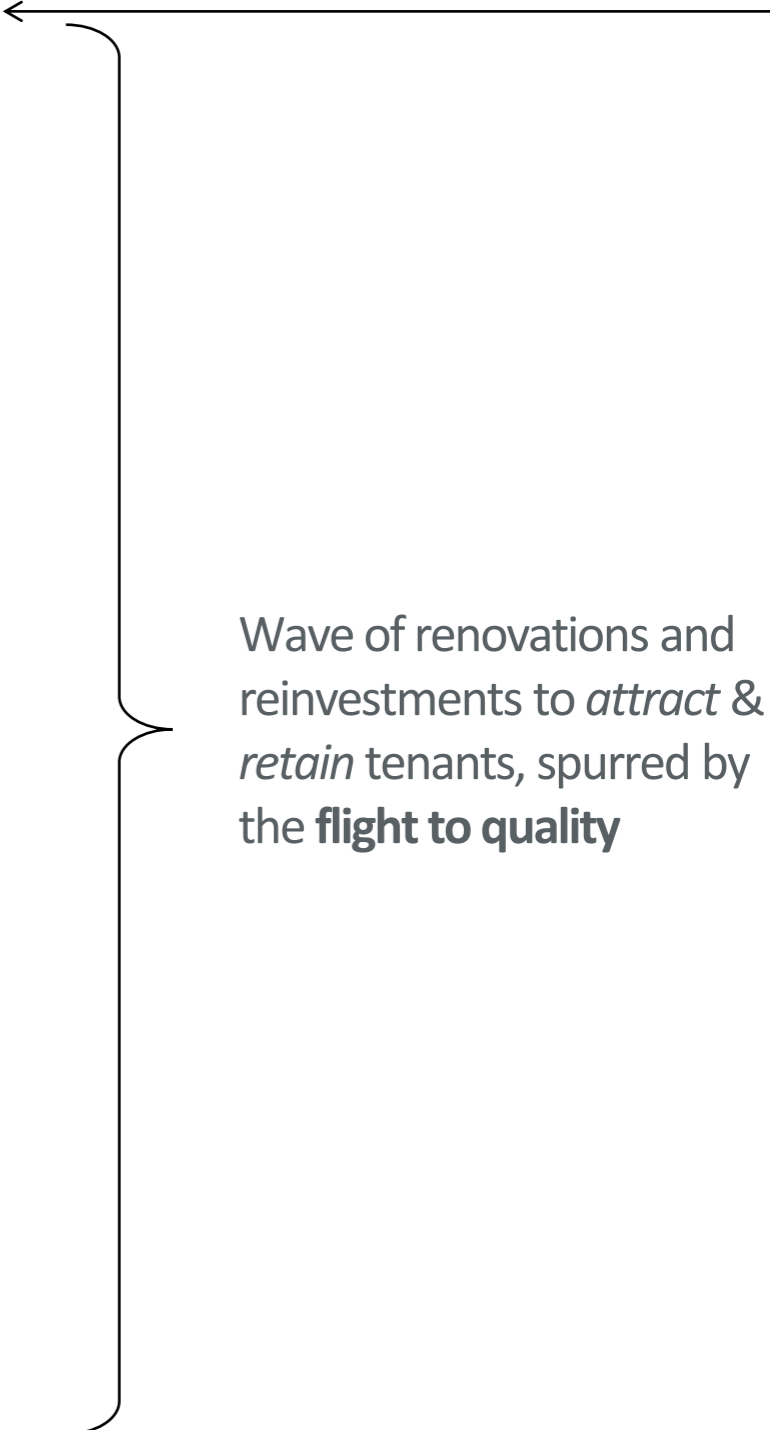 Wave of renovations and
reinvestments to attract &
retain tenants, spurred by
the flight to quality